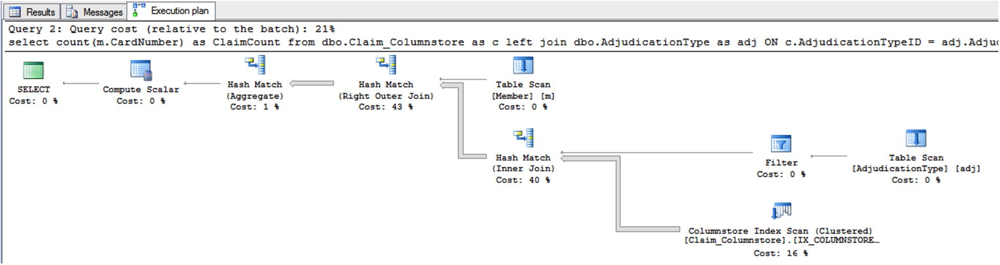 Results Messages Execution plan
Query 2: Query cost (relative to the batch): 21%
select count(m.CardNumber) as ClaimCount from dbo.Claim_Columnstore as c left join dbo.AdjudicationType as adj ON c.AdjudicationTypeID = adj.Adju
SELECT
Cost: 0 %
Compute Scalar
Cost: 0 %
Hash Match
(Aggregate)
Cost: 1 %
Hash Match
(Right Outer Join)
Cost: 43 %
Table Scan
[Member] [m]
Cost: 0 %
Hash Match
(Inner Join)
Cost: 40 %
Filter
Cost: 0 %
Table Scan
[AdjudicationType] [adj]
Cost: 0 %
Columnstore Index Scan (Clustered)
[Claim_Columnstore].[IX_COLUMNSTORE…
Cost: 16 %